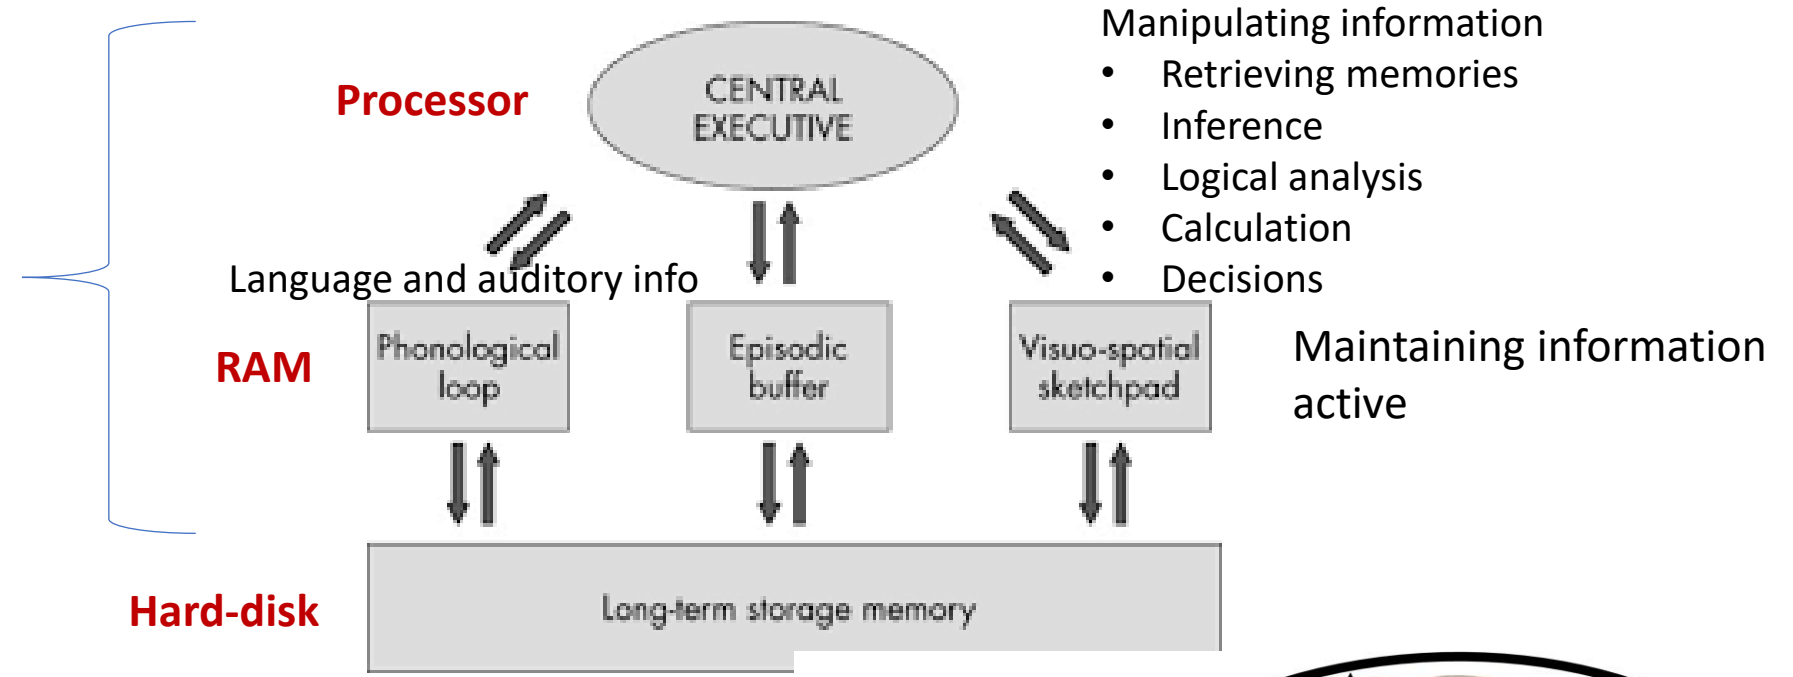 Manipulating information
Processor
CENTRAL
EXECUTIVE
• Retrieving memories
• Inference
• Logical analysis
• Calculation
• Decisions
Language and auditory info
RAM
Phonological
loop
Episodic
buffer
Visuo-spatial
sketchpad
Maintaining information
active
Hard-disk
Long-term storage memory